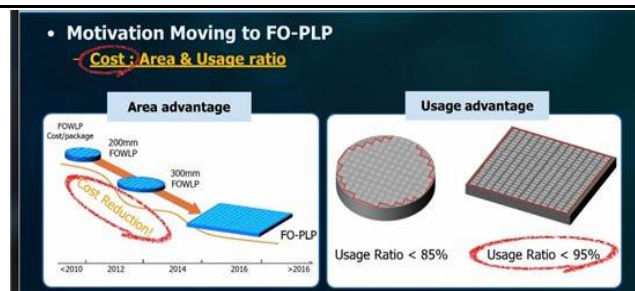 • Motivation Moving to FO-PLP
– Cost : Area & Usage ratio
Area advantage
FOWLP
Cost/package
200mm
FOWLP
300mm
FOWLP
Cost Reduction!
FO-PLP
<2010 2012 2014 2016 >2016
Usage advantage
Usage Ratio < 85%
Usage Ratio < 95%